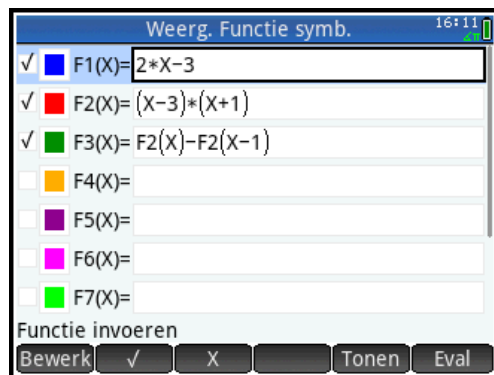 Weerg. Functie symb.
16:11
∡π
√ F1(X)= 2*X−3
√ F2(X)= (X−3)*(X+1)
√ F3(X)= F2(X)−F2(X−1)
F4(X)=
F5(X)=
F6(X)=
F7(X)=
Functie invoeren
Bewerk √ X Tonen Eval